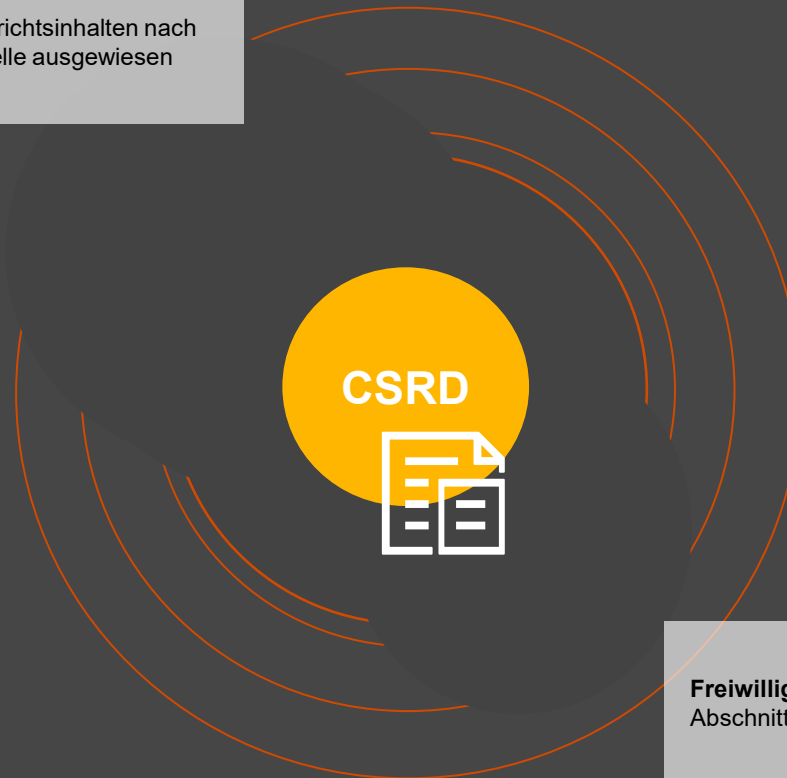 richtsinhalten nach
elle ausgewiesen
CSRD
Freiwillig
Abschnitt